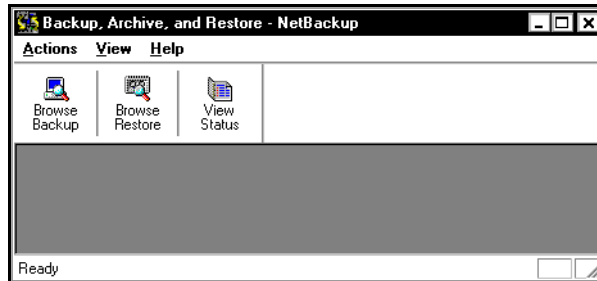 Backup, Archive, and Restore - NetBackup
Actions View Help
Browse Backup
Browse Restore
View Status
Ready